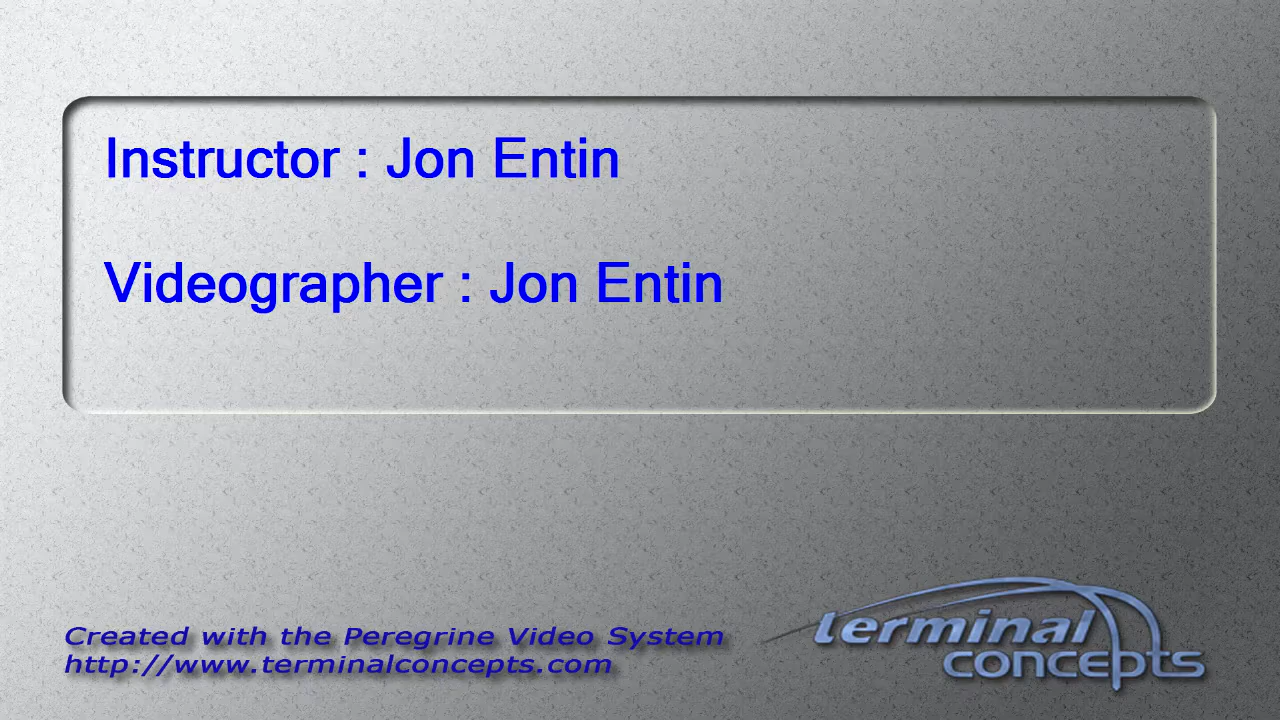 Instructor : Jon Entin
Videographer : Jon Entin
Created with the Peregrine Video System
http://www.terminalconcepts.com
terminal
concepts